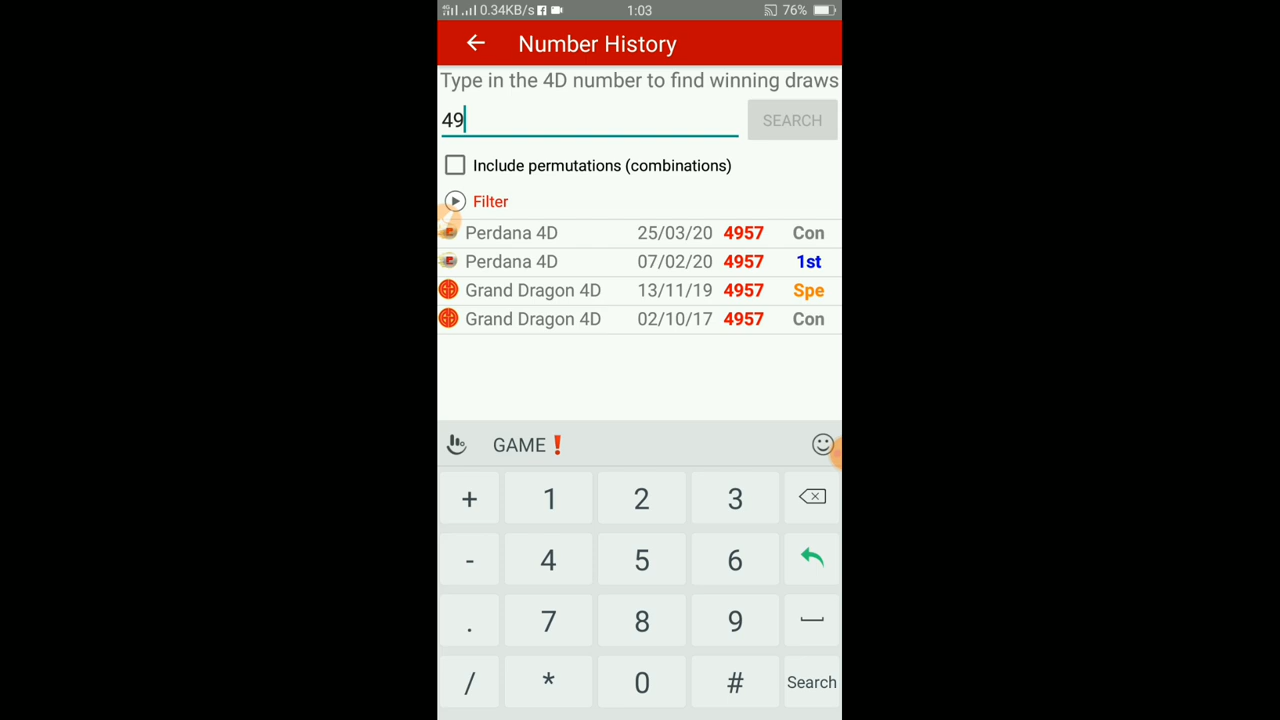 0.34KB/s 1:03 76%
Number History
Type in the 4D number to find winning draws
49 SEARCH
Include permutations (combinations)
Filter
Perdana 4D 25/03/20 4957 Con
Perdana 4D 07/02/20 4957 1st
Grand Dragon 4D 13/11/19 4957 Spe
Grand Dragon 4D 02/10/17 4957 Con
GAME❗
+ 1 2 3
- 4 5 6
. 7 8 9
/ * 0 # Search